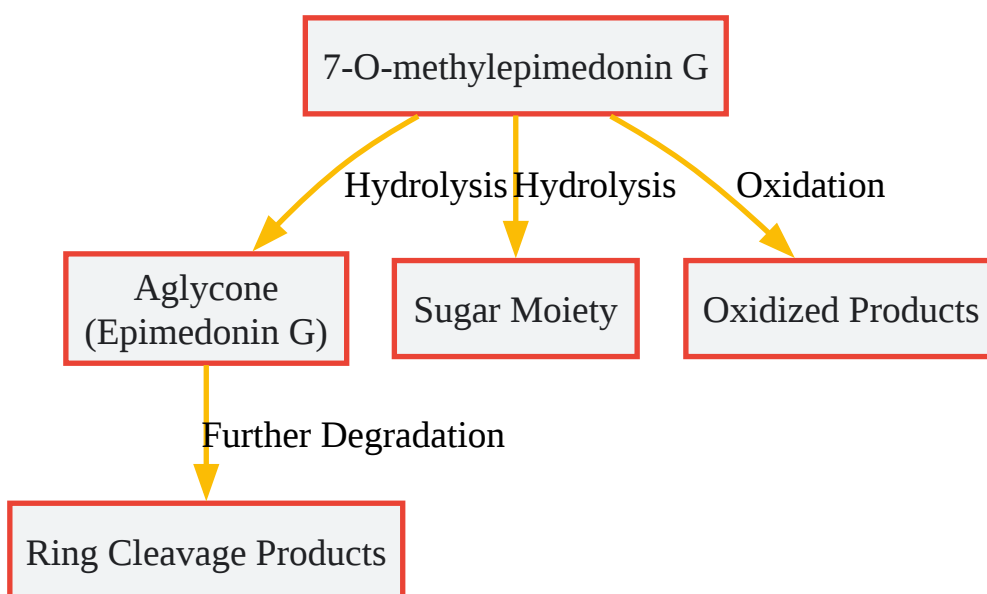 7-O-methylepimedonin G
Hydrolysis
Hydrolysis
Oxidation
Aglycone
(Epimedonin G)
Sugar Moiety
Oxidized Products
Further Degradation
Ring Cleavage Products